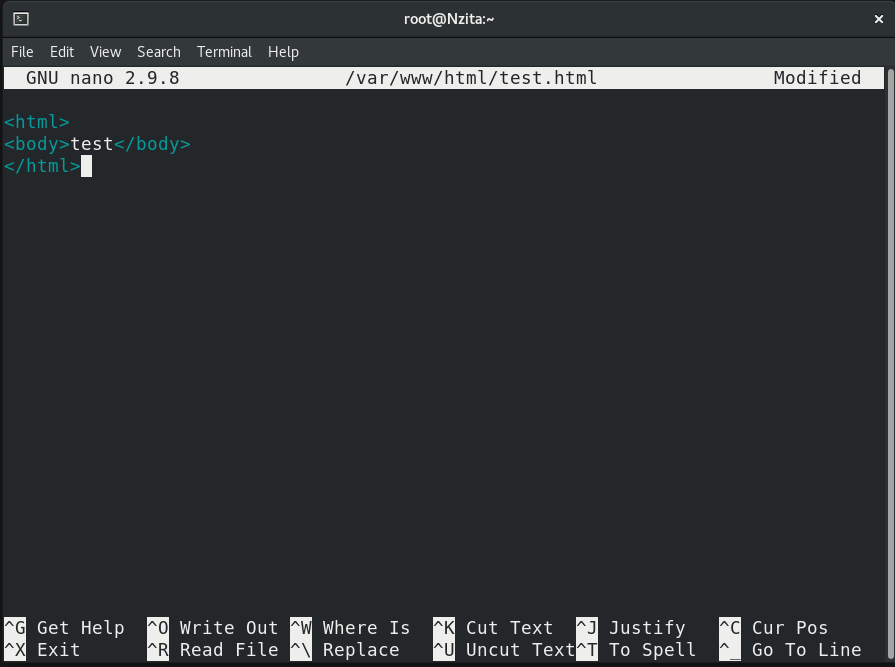 root@Nzita:~
File Edit View Search Terminal Help
GNU nano 2.9.8 /var/www/html/test.html Modified
<html>
<body>test</body>
</html>
^G Get Help ^O Write Out ^W Where Is ^K Cut Text ^J Justify ^C Cur Pos
^X Exit ^R Read File ^\ Replace ^U Uncut Text^T To Spell ^_ Go To Line